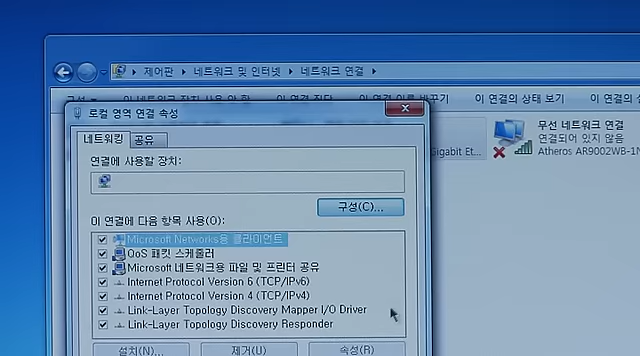 제어판 네트워크 및 인터넷 네트워크 연결
이 연결의 상태 보기
무선 네트워크 연결
연결되어 있지 않음
Atheros AR9002WB-1N
Gigabit Et...
로컬 영역 연결 속성
네트워킹 공유
연결에 사용할 장치:
구성(C)...
이 연결에 다음 항목 사용(O):
Microsoft Networks용 클라이언트
QoS 패킷 스케줄러
Microsoft 네트워크용 파일 및 프린터 공유
Internet Protocol Version 6 (TCP/IPv6)
Internet Protocol Version 4 (TCP/IPv4)
Link-Layer Topology Discovery Mapper I/O Driver
Link-Layer Topology Discovery Responder
설치(N)... 제거(U) 속성(R)